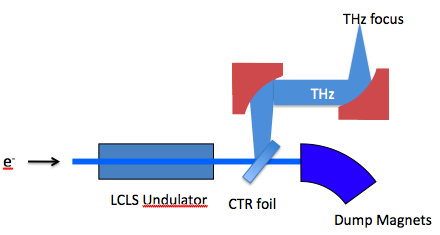 THz focus
THz
e⁻
LCLS Undulator
CTR foil
Dump Magnets